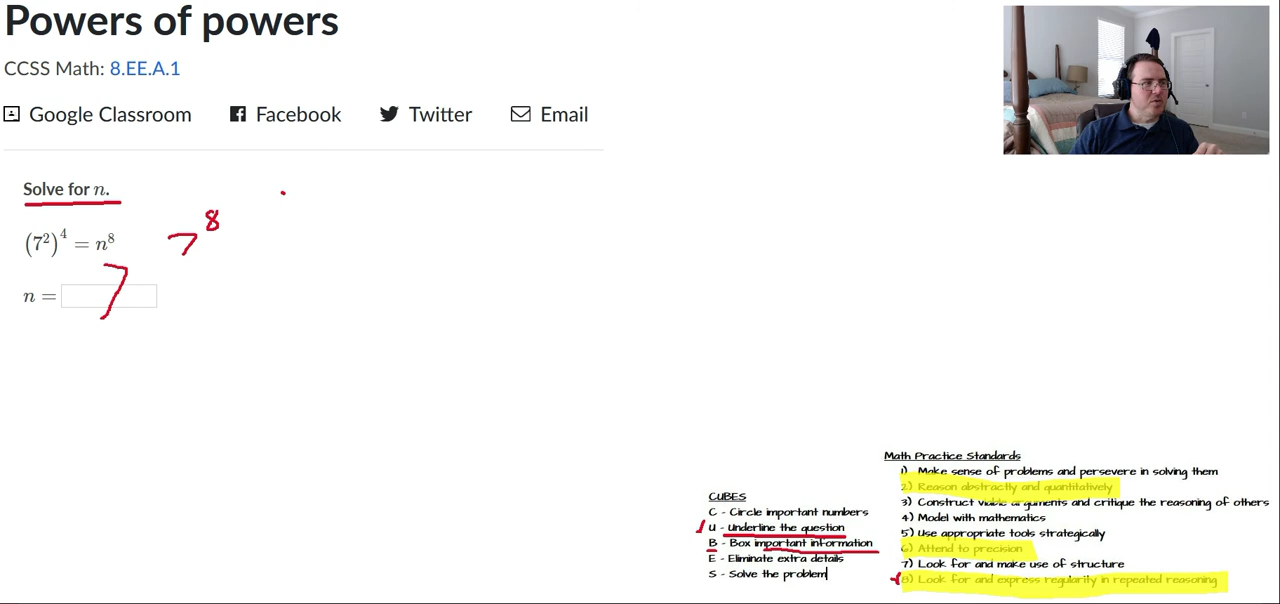 Powers of powers
CCSS Math: 8.EE.A.1
Google Classroom Facebook Twitter Email
Solve for n.
(7²)⁴ = n⁸ 7⁸
n = 7
Math Practice Standards
1) Make sense of problems and persevere in solving them
2) Reason abstractly and quantitatively
3) Construct viable arguments and critique the reasoning of others
4) Model with mathematics
5) Use appropriate tools strategically
6) Attend to precision
7) Look for and make use of structure
8) Look for and express regularity in repeated reasoning
CUBES
C - Circle important numbers
U - Underline the question
B - Box important information
E - Eliminate extra details
S - Solve the problem